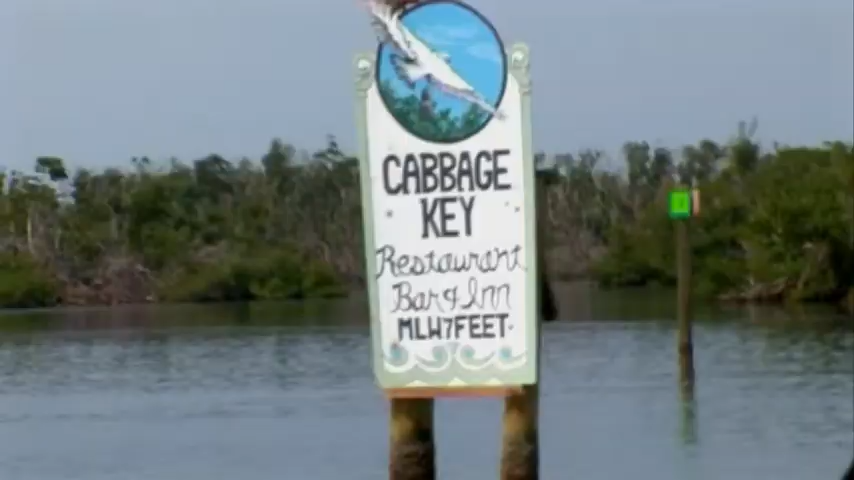 CABBAGE
KEY
Restaurant
Bar & Inn
MLW7FEET.